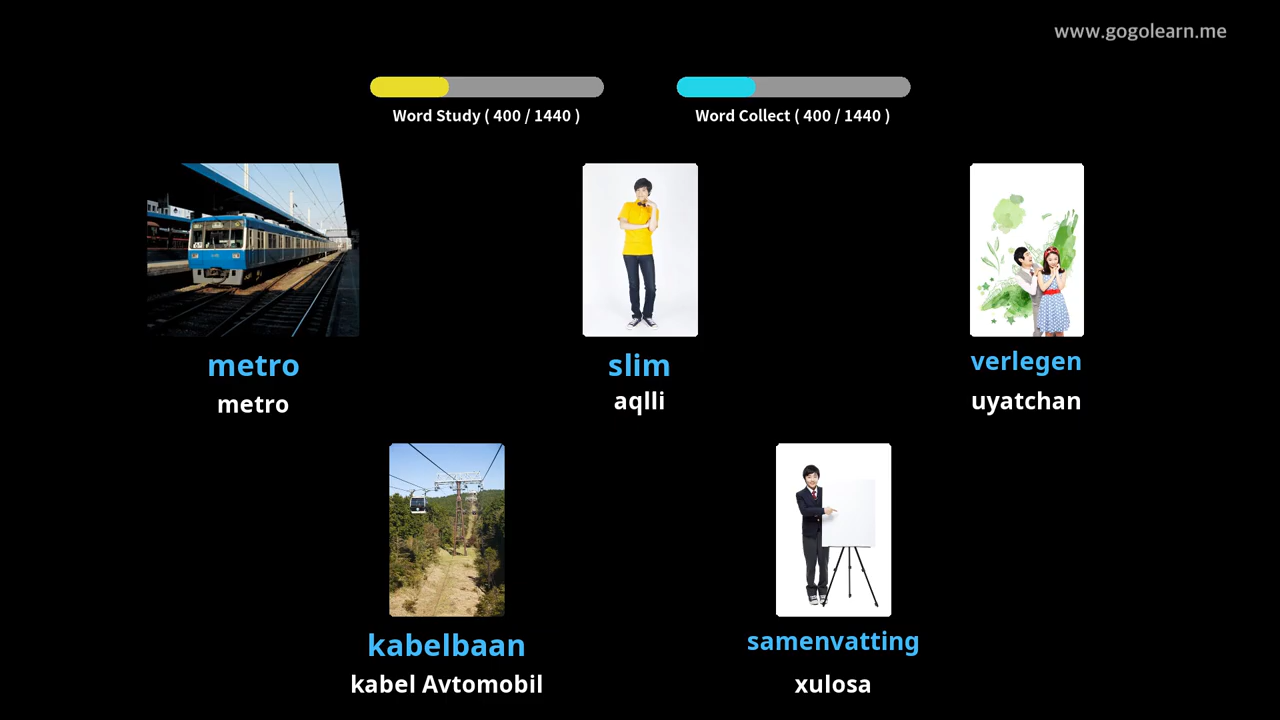 www.gogolearn.me
Word Study ( 400 / 1440 )
Word Collect ( 400 / 1440 )
metro
metro
slim
aqlli
verlegen
uyatchan
kabelbaan
kabel Avtomobil
samenvatting
xulosa